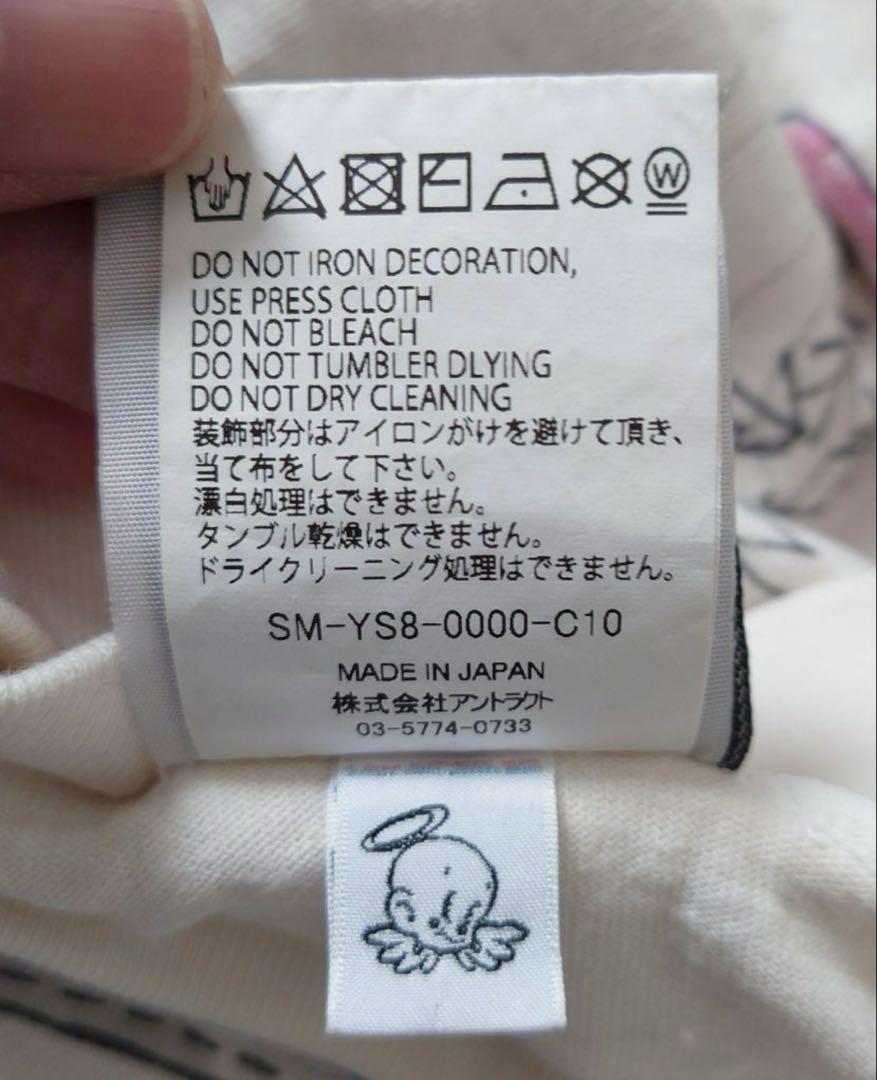 W
DO NOT IRON DECORATION,
USE PRESS CLOTH
DO NOT BLEACH
DO NOT TUMBLER DLYING
DO NOT DRY CLEANING
装飾部分はアイロンがけを避けて頂き、
当て布をして下さい。
漂白処理はできません。
タンブル乾燥はできません。
ドライクリーニング処理はできません。
SM-YS8-0000-C10
MADE IN JAPAN
株式会社アントラクト
03-5774-0733